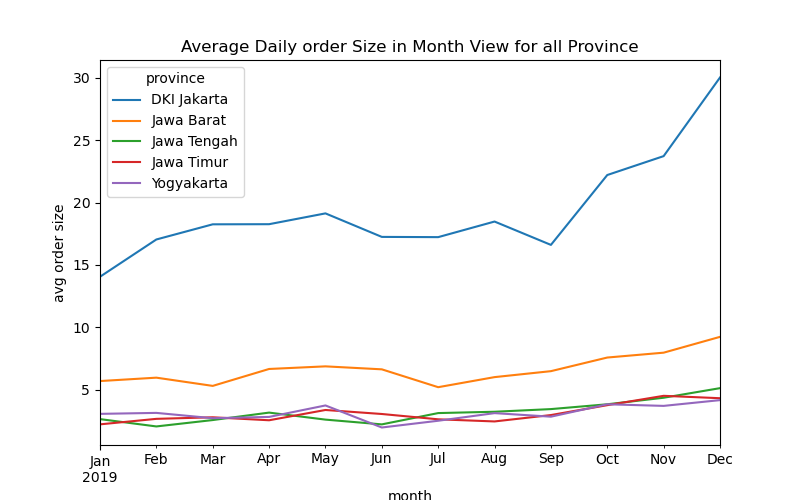 Average Daily order Size in Month View for all Province
province
DKI Jakarta
Jawa Barat
Jawa Tengah
Jawa Timur
Yogyakarta
avg order size
30
25
20
15
10
5
Jan Feb Mar Apr May Jun Jul Aug Sep Oct Nov Dec
2019
month